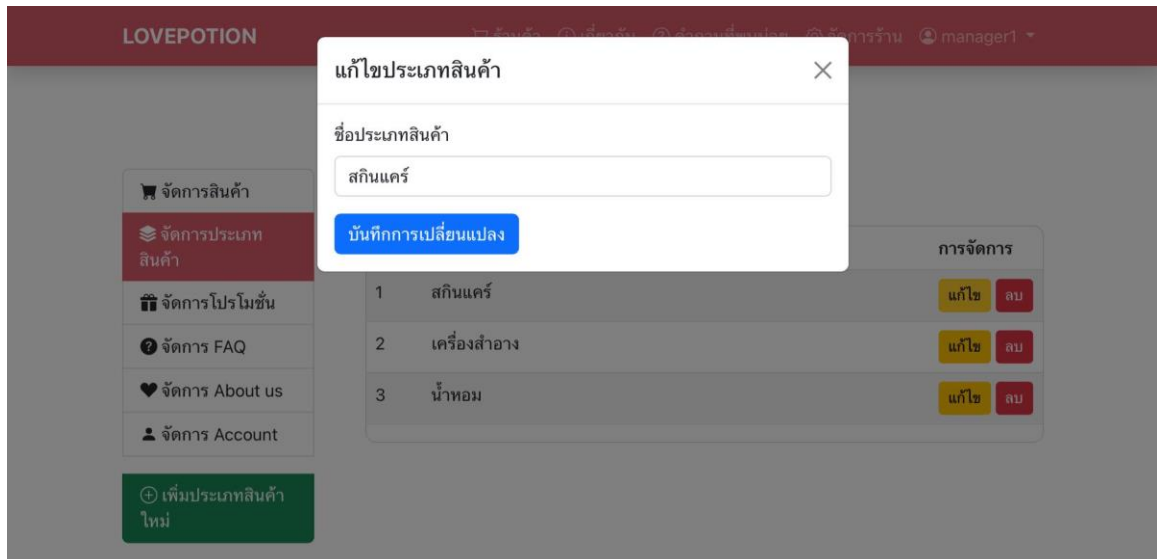 LOVEPOTION
จัดการร้าน
manager1
แก้ไขประเภทสินค้า
ชื่อประเภทสินค้า
สกินแคร์
บันทึกการเปลี่ยนแปลง
จัดการสินค้า
จัดการประเภท
สินค้า
จัดการโปรโมชั่น
จัดการ FAQ
จัดการ About us
จัดการ Account
เพิ่มประเภทสินค้า
ใหม่
การจัดการ
1 สกินแคร์ แก้ไข ลบ
2 เครื่องสำอาง แก้ไข ลบ
3 น้ำหอม แก้ไข ลบ